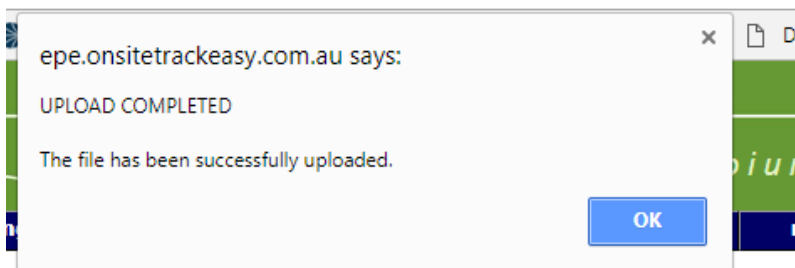 epe.onsitetrackeasy.com.au says:
UPLOAD COMPLETED
The file has been successfully uploaded.
OK